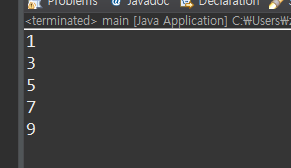 Problems @ Javadoc Declaration
<terminated> main [Java Application] C:₩Users₩
1
3
5
7
9